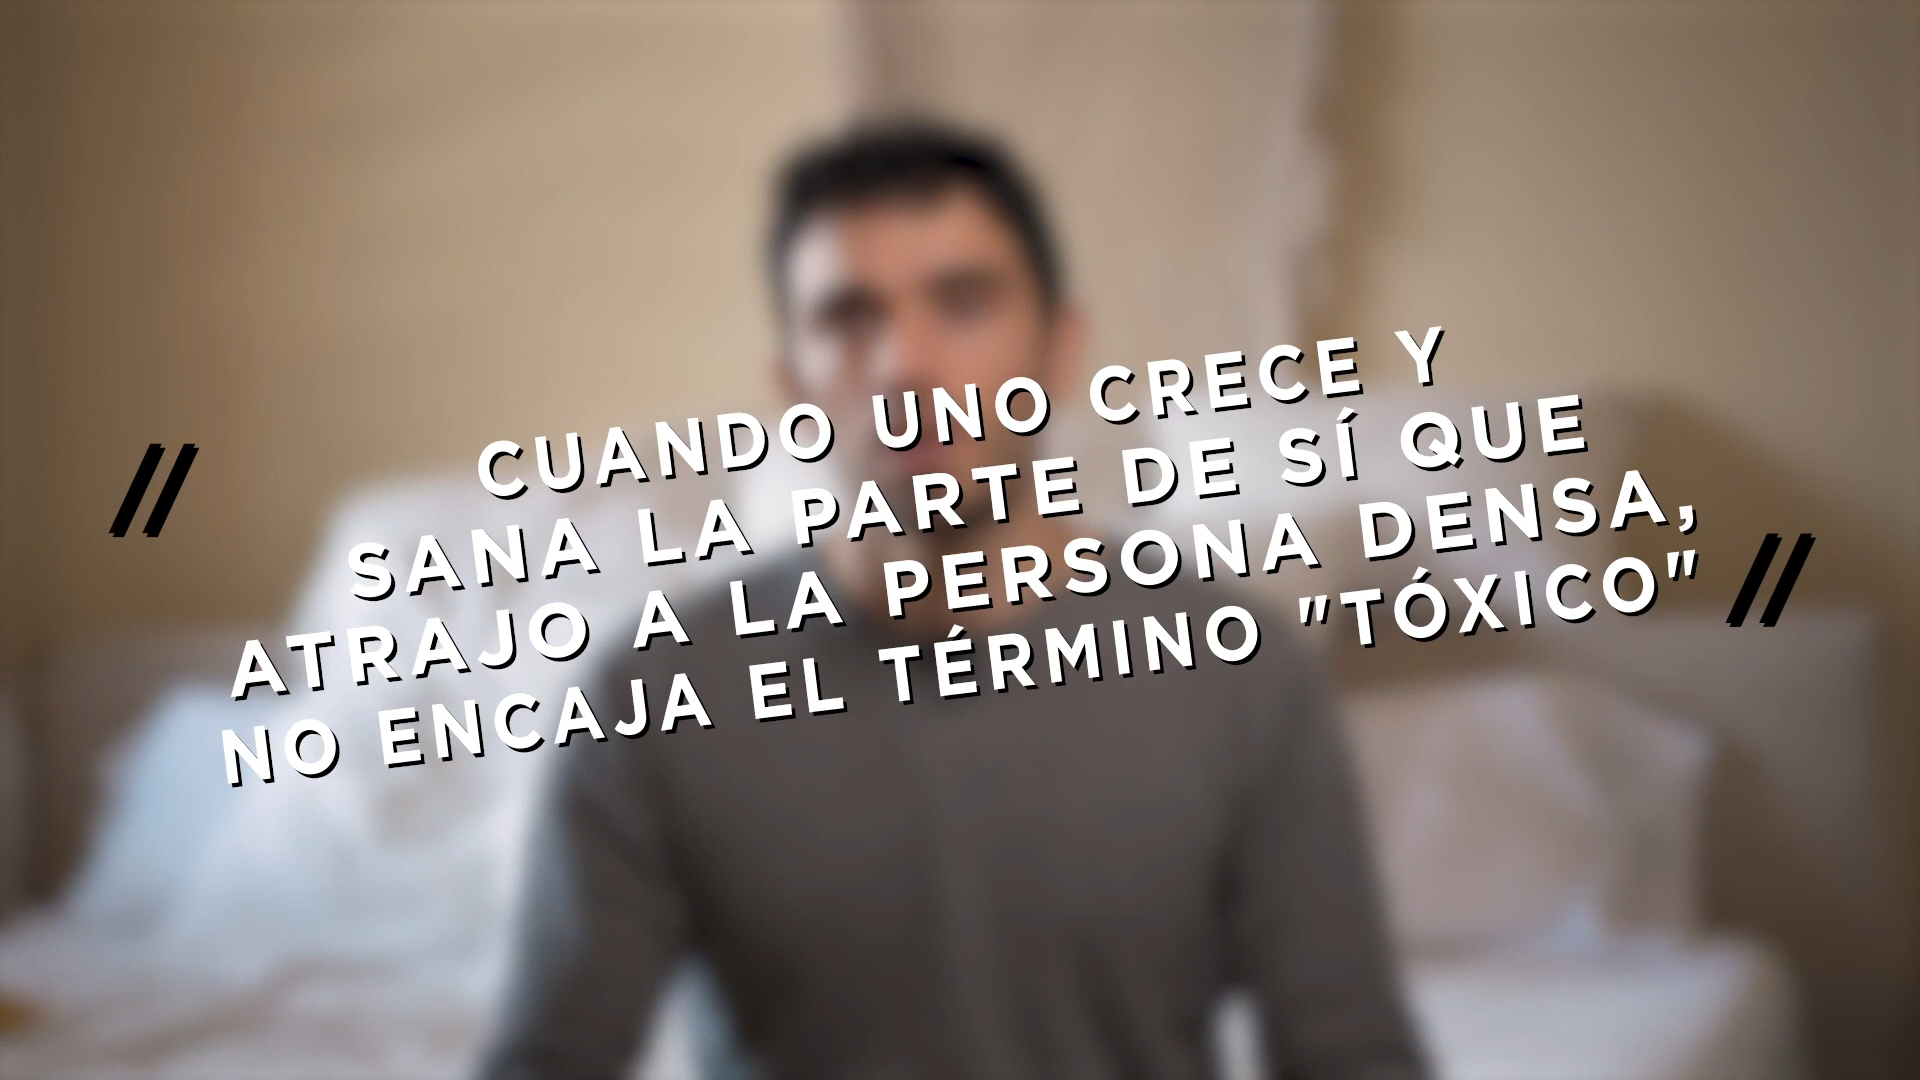 CUANDO UNO CRECE Y
SANA LA PARTE DE SÍ QUE
ATRAJO A LA PERSONA DENSA,
NO ENCAJA EL TÉRMINO "TÓXICO"